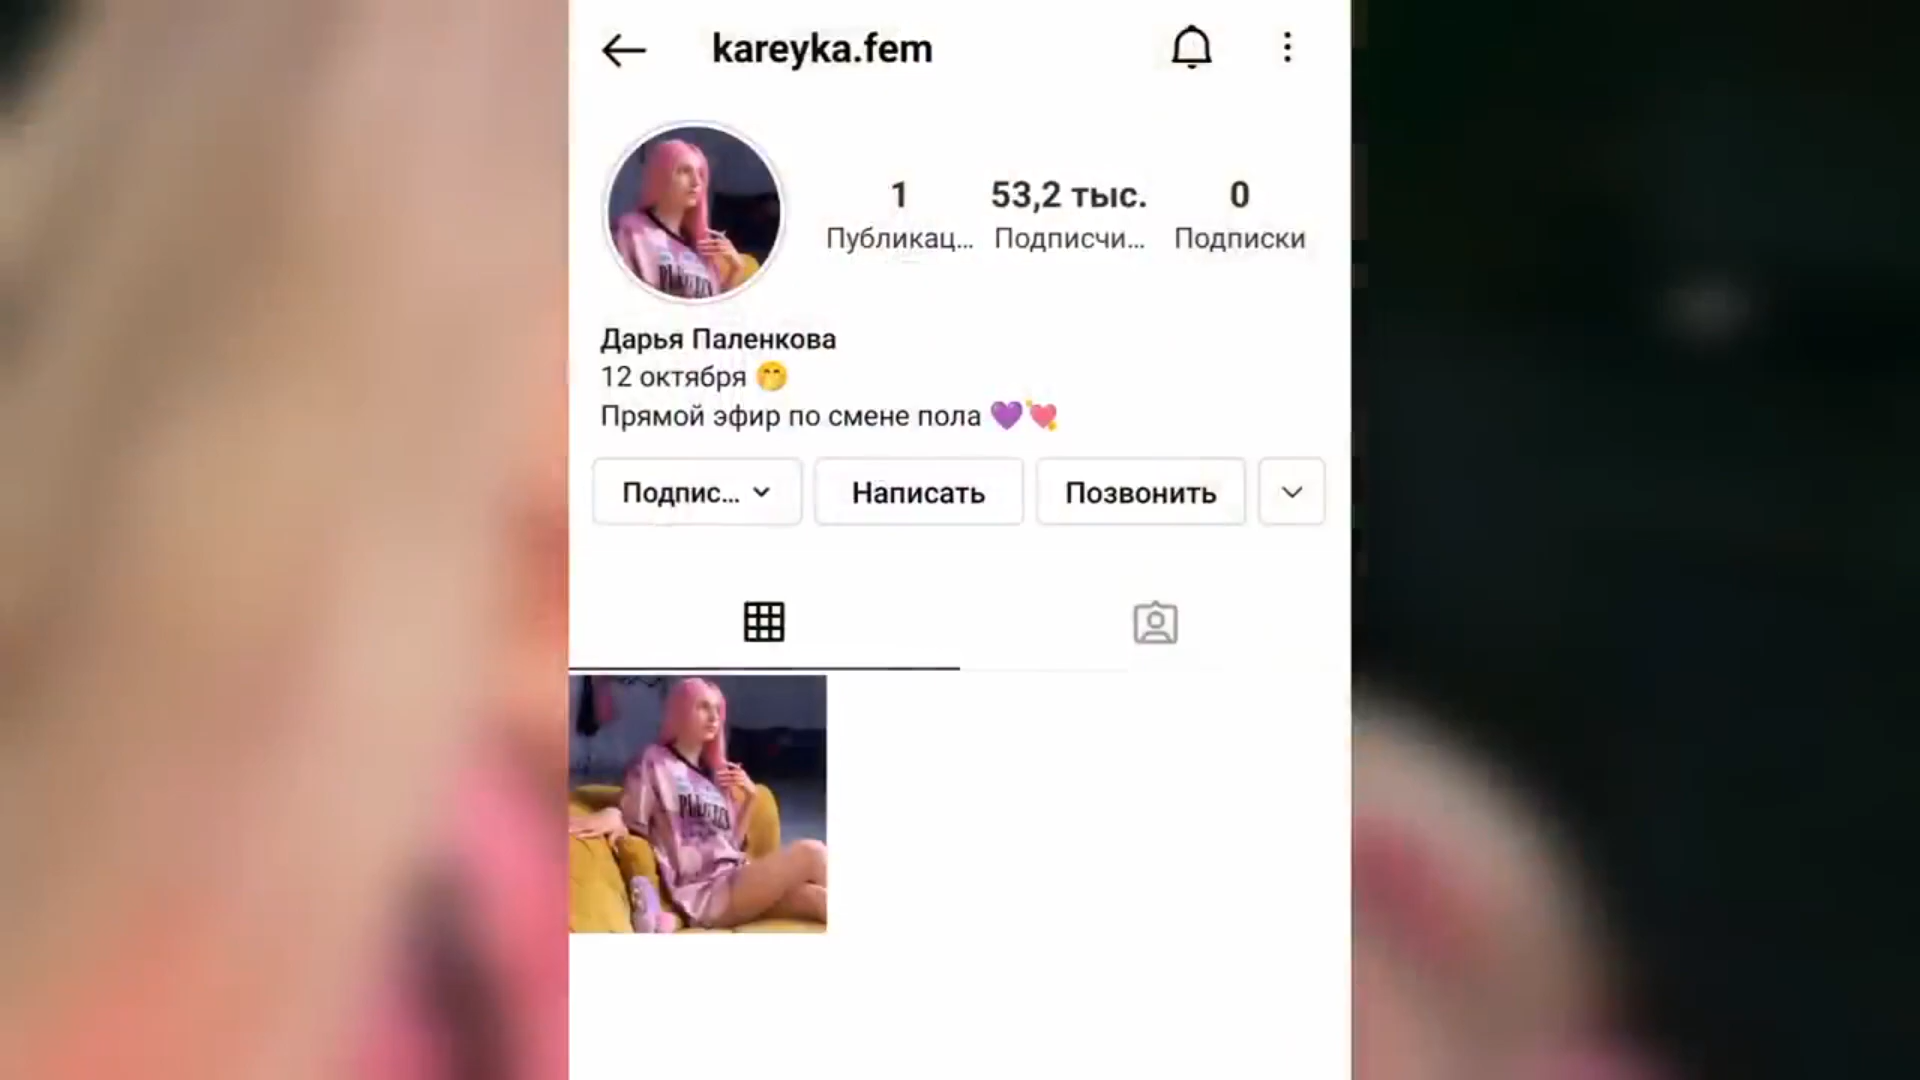 kareyka.fem
1
53,2 тыс.
0
Публикац...
Подписчи...
Подписки
Дарья Паленкова
12 октября 🤭
Прямой эфир по смене пола 💜💘
Подпис...
Написать
Позвонить